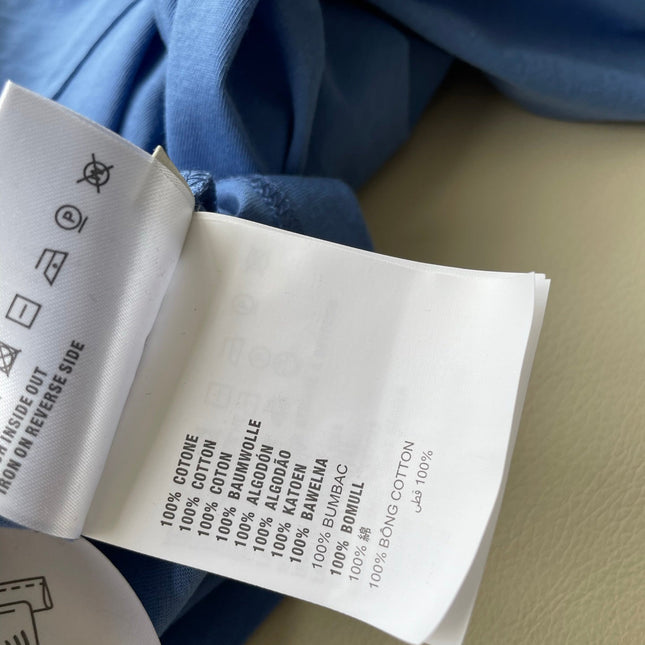 INSIDE OUT
IRON ON REVERSE SIDE
100% COTONE
100% COTTON
100% COTON
100% BAUMWOLLE
100% ALGODÓN
100% ALGODÃO
100% KATOEN
100% BAWEŁNA
100% BUMBAC
100% BOMULL
100% 綿
100% BÔNG COTTON
100% قطن